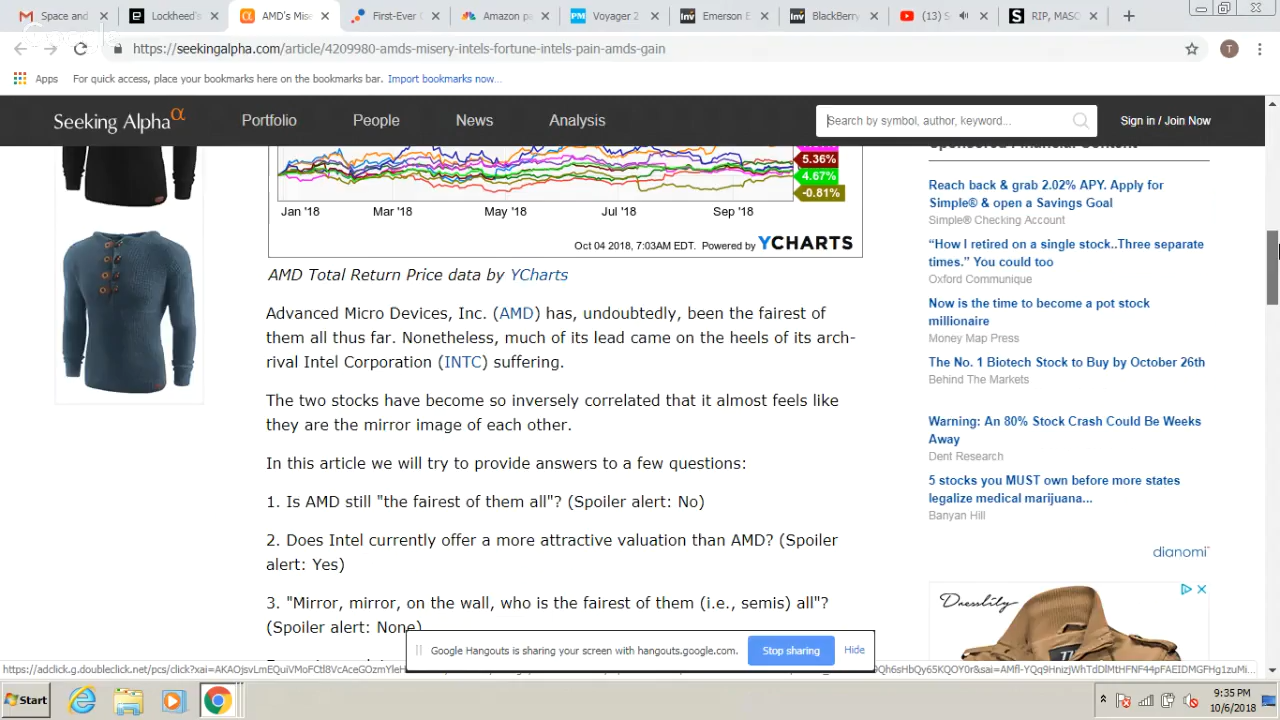 Space and
Lockheed's
AMD's Mise
First-Ever
Amazon pa
Voyager 2
Emerson E
BlackBerry
(13) S
RIP, MASC
https://seekingalpha.com/article/4209980-amds-misery-intels-fortune-intels-pain-amds-gain
T
Apps
For quick access, place your bookmarks here on the bookmarks bar.
Import bookmarks now...
Seeking Alpha α
Portfolio
People
News
Analysis
Search by symbol, author, keyword...
Sign in / Join Now
5.36%
4.67%
-0.81%
Jan '18
Mar '18
May '18
Jul '18
Sep '18
Oct 04 2018, 7:03AM EDT. Powered by YCHARTS
AMD Total Return Price data by YCharts
Advanced Micro Devices, Inc. (AMD) has, undoubtedly, been the fairest of
them all thus far. Nonetheless, much of its lead came on the heels of its arch-
rival Intel Corporation (INTC) suffering.
The two stocks have become so inversely correlated that it almost feels like
they are the mirror image of each other.
In this article we will try to provide answers to a few questions:
1. Is AMD still "the fairest of them all"? (Spoiler alert: No)
2. Does Intel currently offer a more attractive valuation than AMD? (Spoiler
alert: Yes)
3. "Mirror, mirror, on the wall, who is the fairest of them (i.e., semis) all"?
(Spoiler alert: None)
Sponsored Financial Content
Reach back & grab 2.02% APY. Apply for
Simple® & open a Savings Goal
Simple® Checking Account
“How I retired on a single stock..Three separate
times.” You could too
Oxford Communique
Now is the time to become a pot stock
millionaire
Money Map Press
The No. 1 Biotech Stock to Buy by October 26th
Behind The Markets
Warning: An 80% Stock Crash Could Be Weeks
Away
Dent Research
5 stocks you MUST own before more states
legalize medical marijuana...
Banyan Hill
dianomi
Dresslily
Google Hangouts is sharing your screen with hangouts.google.com.
Stop sharing
Hide
Start
9:35 PM
10/6/2018